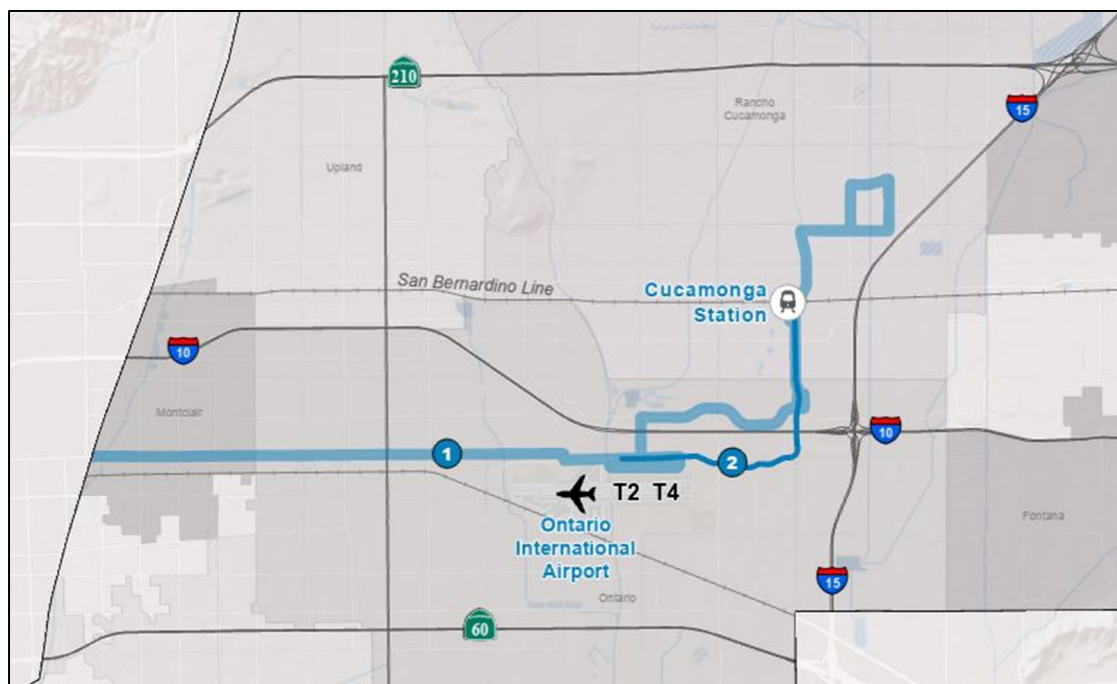 210
15
Rancho
Cucamonga
Upland
San Bernardino Line
Cucamonga
Station
10
Montclair
10
1
2
T2 T4
Ontario
International
Airport
Fontana
15
Ontario
60